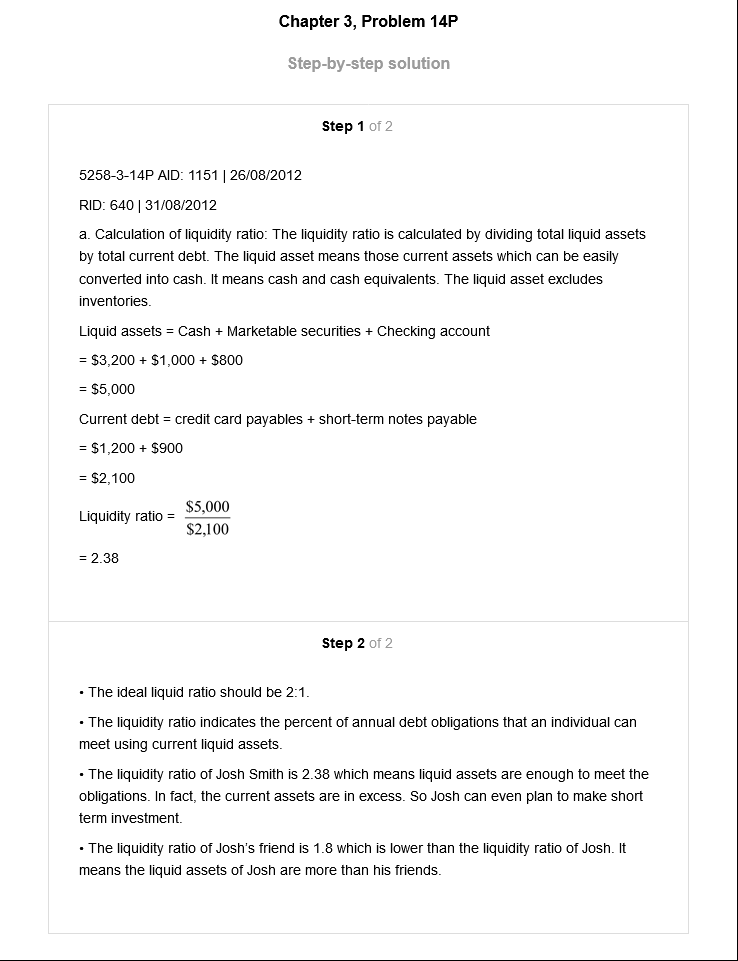 Chapter 3, Problem 14P
Step-by-step solution
Step 1 of 2
5258-3-14P AID: 1151 | 26/08/2012
RID: 640 | 31/08/2012
a. Calculation of liquidity ratio: The liquidity ratio is calculated by dividing total liquid assets
by total current debt. The liquid asset means those current assets which can be easily
converted into cash. It means cash and cash equivalents. The liquid asset excludes
inventories.
Liquid assets = Cash + Marketable securities + Checking account
= $3,200 + $1,000 + $800
= $5,000
Current debt = credit card payables + short-term notes payable
= $1,200 + $900
= $2,100
Liquidity ratio = $5,000
$2,100
= 2.38
Step 2 of 2
• The ideal liquid ratio should be 2:1.
• The liquidity ratio indicates the percent of annual debt obligations that an individual can
meet using current liquid assets.
• The liquidity ratio of Josh Smith is 2.38 which means liquid assets are enough to meet the
obligations. In fact, the current assets are in excess. So Josh can even plan to make short
term investment.
• The liquidity ratio of Josh's friend is 1.8 which is lower than the liquidity ratio of Josh. It
means the liquid assets of Josh are more than his friends.